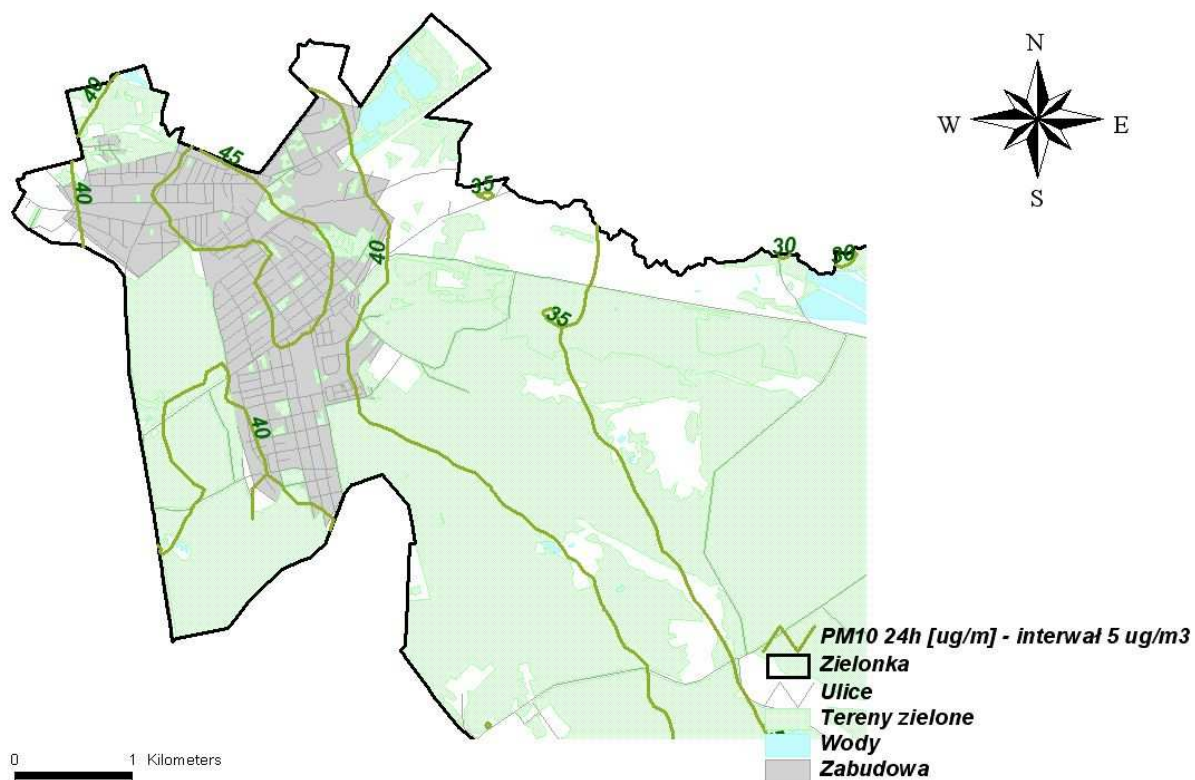 N
W E
S
40
45
40
35
40
30
30
35
40
PM10 24h [ug/m] - interwał 5 ug/m3
Zielonka
Ulice
Tereny zielone
Wody
Zabudowa
0 1 Kilometers